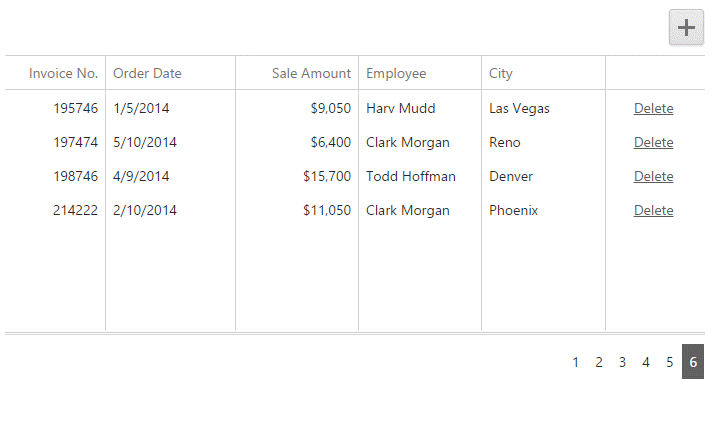 +
Invoice No. Order Date Sale Amount Employee City
195746 1/5/2014 $9,050 Harv Mudd Las Vegas Delete
197474 5/10/2014 $6,400 Clark Morgan Reno Delete
198746 4/9/2014 $15,700 Todd Hoffman Denver Delete
214222 2/10/2014 $11,050 Clark Morgan Phoenix Delete
1 2 3 4 5 6